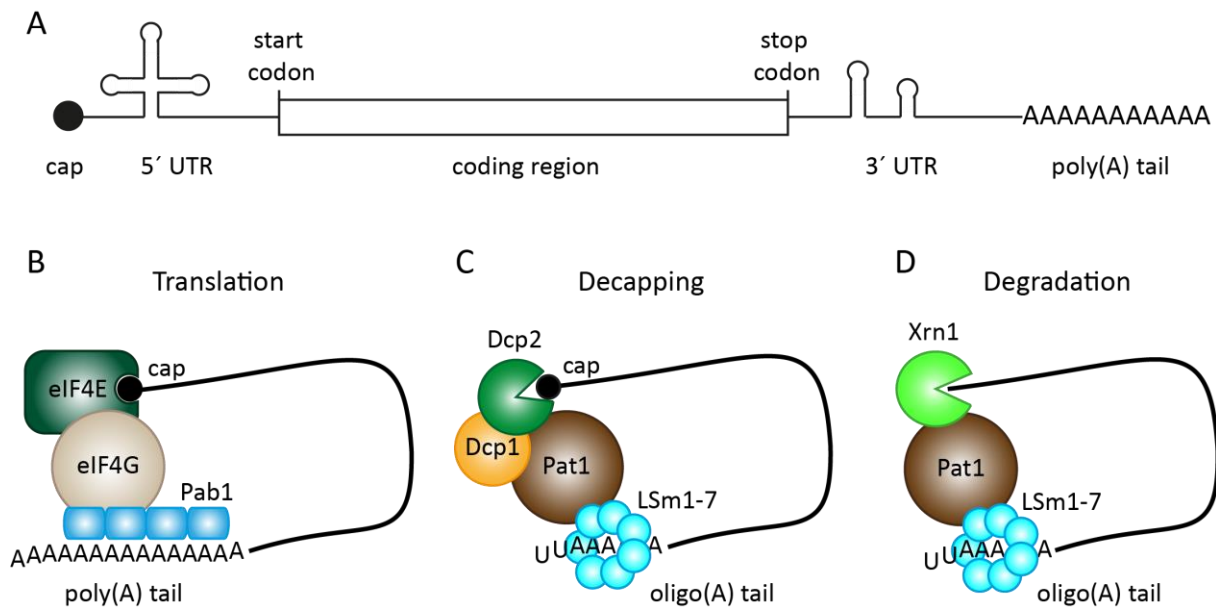 A
start
codon
stop
codon
AAAAAAAAAAA
cap
5´ UTR
coding region
3´ UTR
poly(A) tail
B
Translation
eIF4E
cap
eIF4G
Pab1
AAAAAAAAAAAAAA
poly(A) tail
C
Decapping
Dcp2
cap
Dcp1
Pat1
LSm1-7
UUAAA A
oligo(A) tail
D
Degradation
Xrn1
Pat1
LSm1-7
UUAAA A
oligo(A) tail